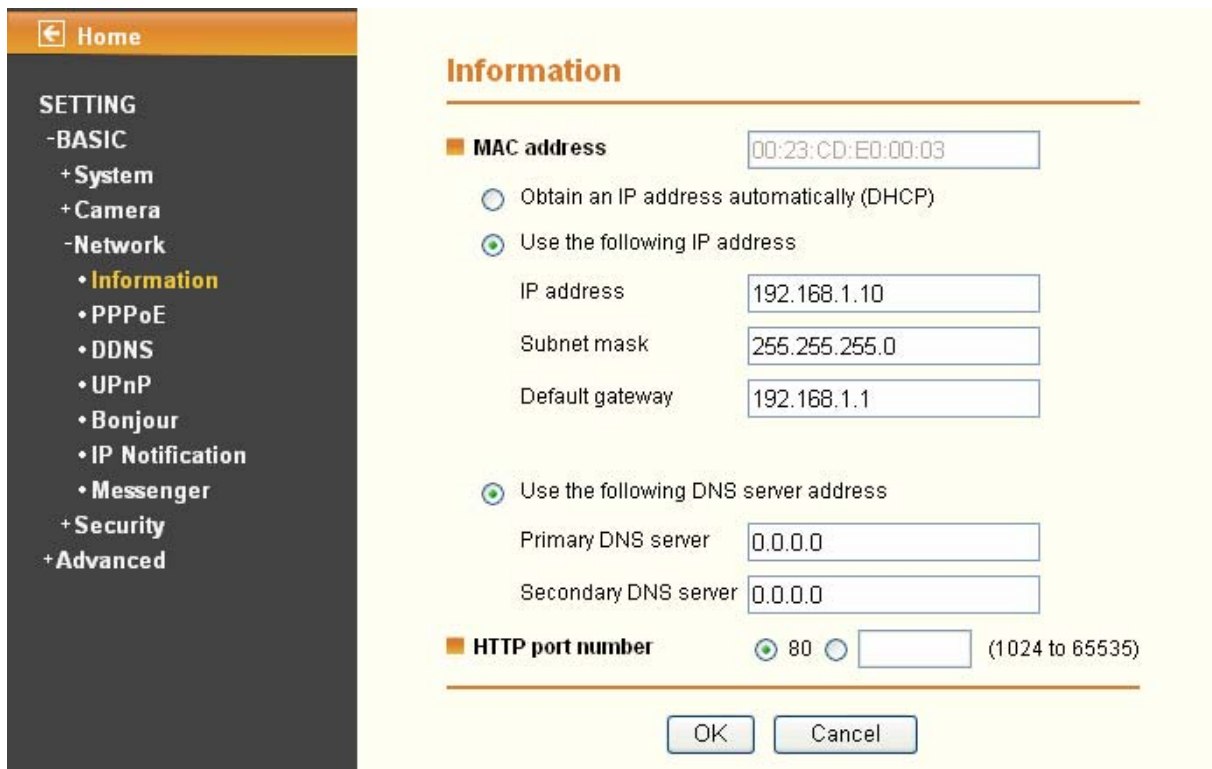 Home
SETTING
-BASIC
+System
+Camera
-Network
•Information
•PPPoE
•DDNS
•UPnP
•Bonjour
•IP Notification
•Messenger
+Security
+Advanced
Information
MAC address 00:23:CD:E0:00:03
Obtain an IP address automatically (DHCP)
Use the following IP address
IP address 192.168.1.10
Subnet mask 255.255.255.0
Default gateway 192.168.1.1
Use the following DNS server address
Primary DNS server 0.0.0.0
Secondary DNS server 0.0.0.0
HTTP port number 80 (1024 to 65535)
OK Cancel